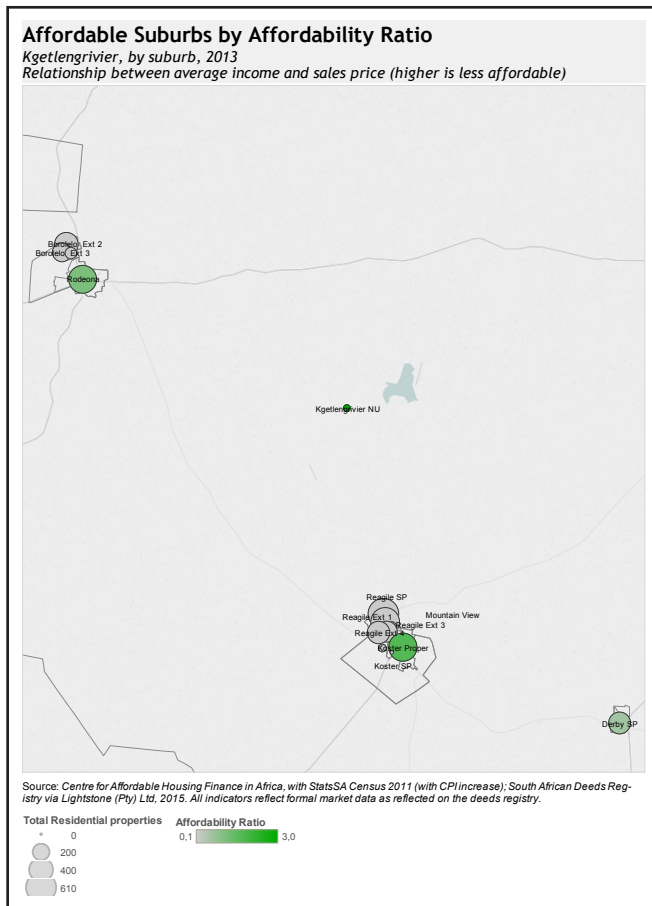 Affordable Suburbs by Affordability Ratio
Kgetlengrivier, by suburb, 2013
Relationship between average income and sales price (higher is less affordable)
Borolelo Ext 2
Borolelo Ext 3
Rodeona
Kgetlengrivier NU
Reagile SP
Reagile Ext 1
Mountain View
Reagile Ext 3
Reagile Ext 4
Koster Proper
Koster SP
Derby SP
Source: Centre for Affordable Housing Finance in Africa, with StatsSA Census 2011 (with CPI increase); South African Deeds Reg-
istry via Lightstone (Pty) Ltd, 2015. All indicators reflect formal market data as reflected on the deeds registry.
Total Residential properties
0
200
400
610
Affordability Ratio
0,1 3,0